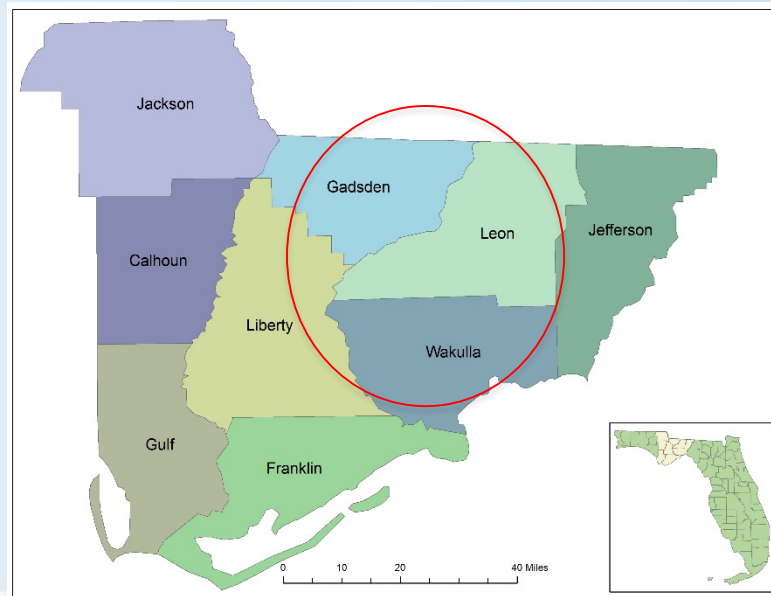 Jackson
Gadsden
Leon
Jefferson
Calhoun
Liberty
Wakulla
Gulf
Franklin
0 10 20 40 Miles